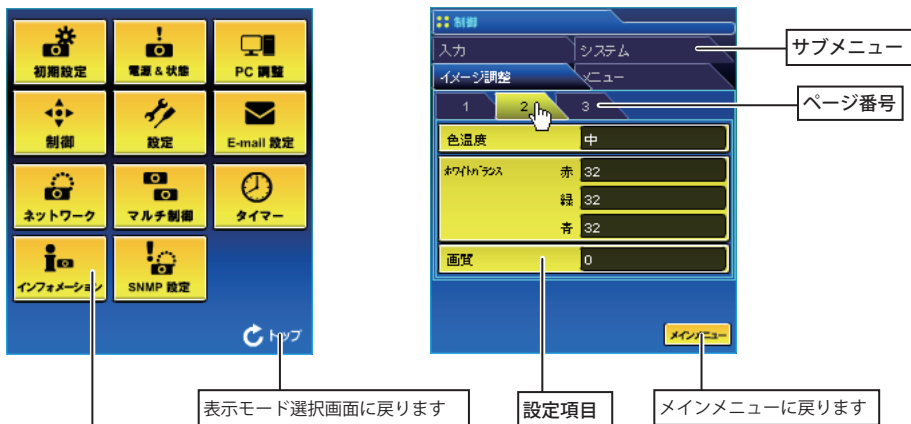 初期設定
電源 & 状態
PC 調整
制御
設定
E-mail 設定
ネットワーク
マルチ制御
タイマー
インフォメーション
SNMP 設定
トップ
表示モード選択画面に戻ります
制御
入力
システム
イメージ調整
メニュー
1
2
3
色温度
中
ﾎﾜｲﾄﾊﾞﾗﾝｽ
赤
32
緑
32
青
32
画質
0
メインメニュー
サブメニュー
ページ番号
設定項目
メインメニューに戻ります